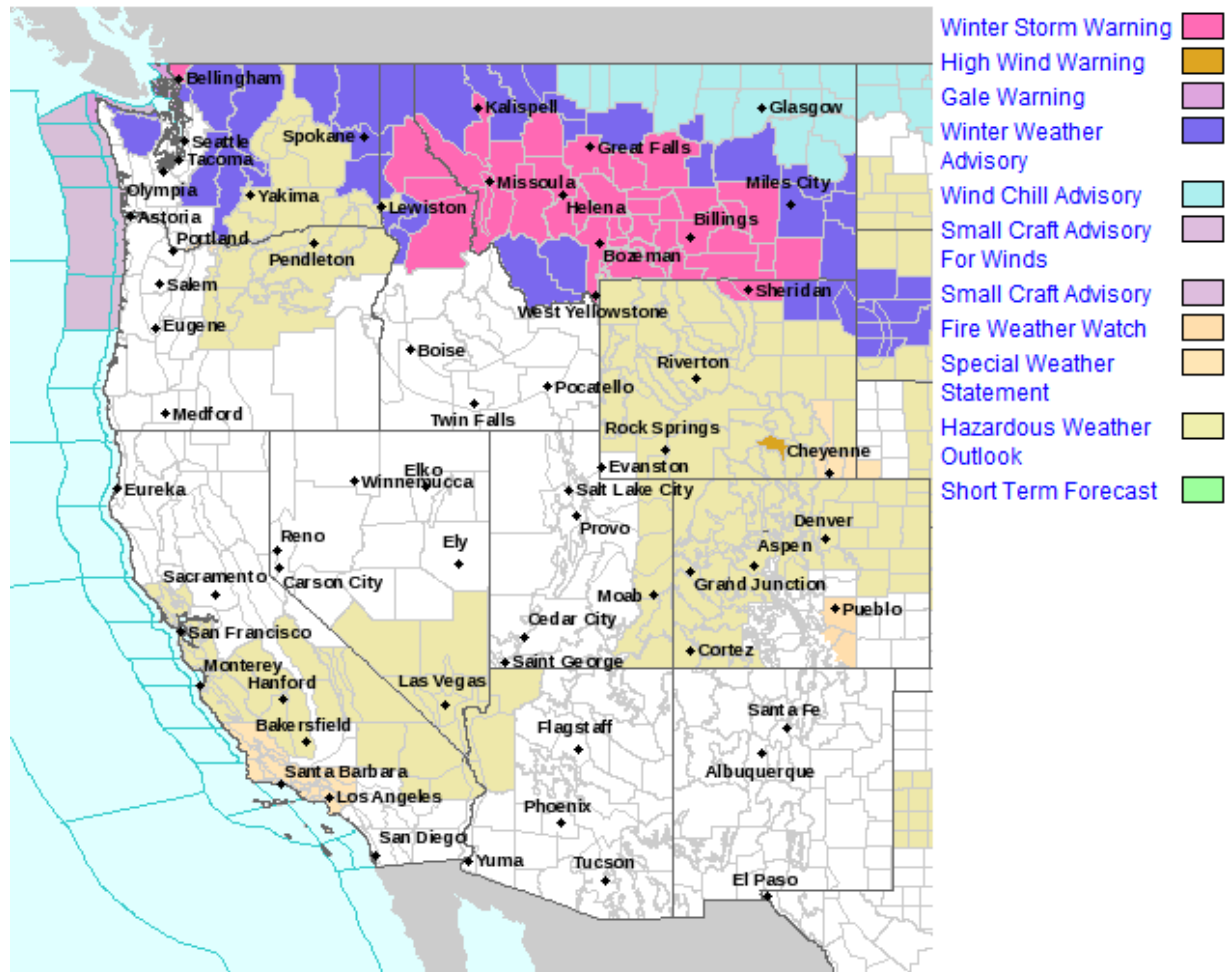 Winter Storm Warning
High Wind Warning
Gale Warning
Winter Weather
Advisory
Wind Chill Advisory
Small Craft Advisory
For Winds
Small Craft Advisory
Fire Weather Watch
Special Weather
Statement
Hazardous Weather
Outlook
Short Term Forecast
Bellingham
Kalispell
Glasgow
Seattle
Spokane
Tacoma
Great Falls
Olympia
Yakima
Missoula
Miles City
Astoria
Lewiston
Helena
Billings
Portland
Pendleton
Bozeman
Salem
Sheridan
West Yellowstone
Eugene
Boise
Riverton
Pocatello
Medford
Twin Falls
Rock Springs
Cheyenne
Evanston
Elko
Winnemucca
Eureka
Salt Lake City
Provo
Denver
Reno
Ely
Aspen
Sacramento
Carson City
Grand Junction
Moab
Pueblo
Cedar City
San Francisco
Cortez
Saint George
Monterey
Hanford
Las Vegas
Bakersfield
Flagstaff
Santa Fe
Albuquerque
Santa Barbara
Los Angeles
Phoenix
San Diego
Yuma
Tucson
El Paso